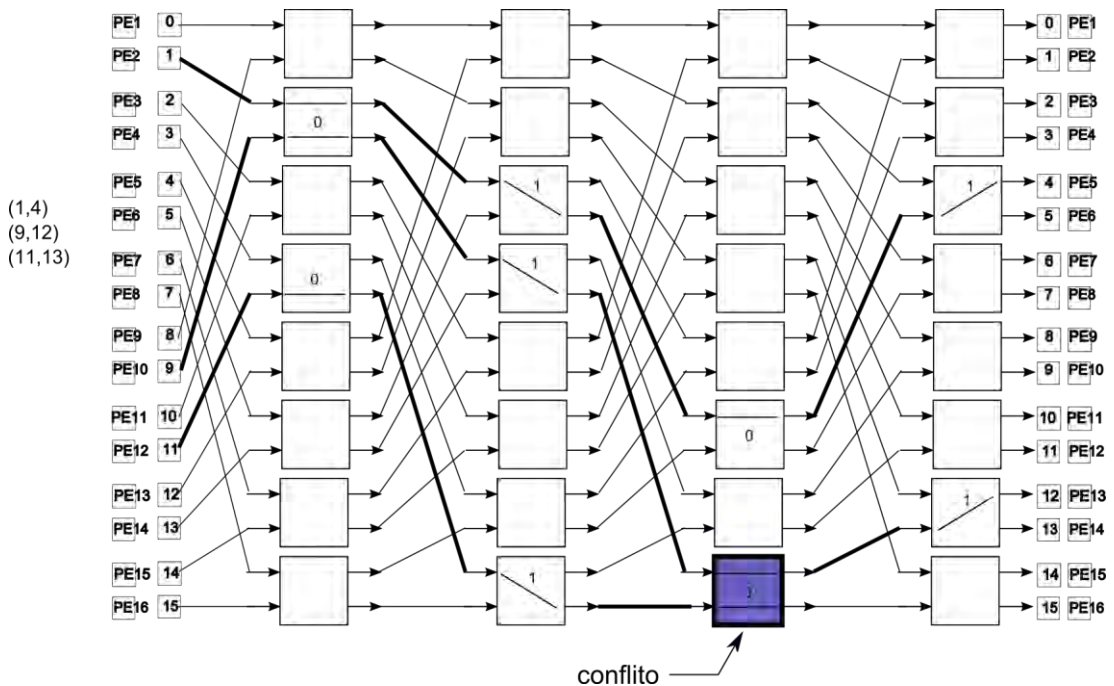 PE1 0 0 PE1
PE2 1 1 PE2
PE3 2 0 2 PE3
PE4 3 3 PE4
PE5 4 1 1 4 PE5
PE6 5 5 PE6
PE7 6 0 1 6 PE7
PE8 7 7 PE8
PE9 8 8 PE9
PE10 9 9 PE10
PE11 10 10 PE11
PE12 11 0 11 PE12
PE13 12 1 12 PE13
PE14 13 13 PE14
PE15 14 1 14 PE15
PE16 15 15 PE16
(1,4)
(9,12)
(11,13)
conflito